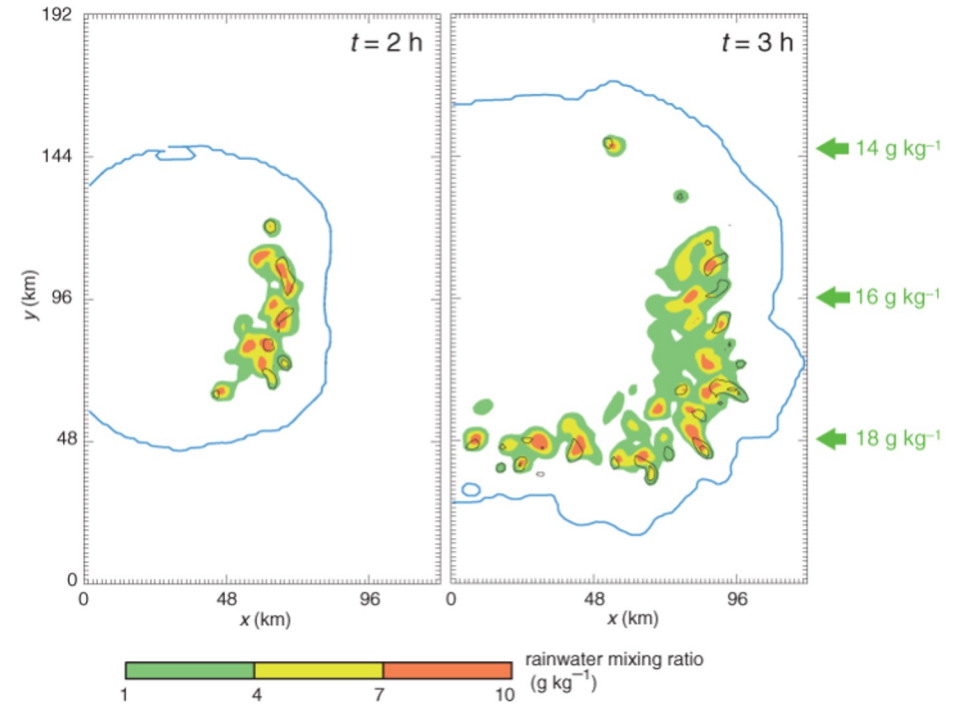 192
t = 2 h
t = 3 h
144
14 g kg⁻¹
y (km)
96
16 g kg⁻¹
48
18 g kg⁻¹
0
0 48 96 0 48 96
x (km) x (km)
rainwater mixing ratio
(g kg⁻¹)
1 4 7 10